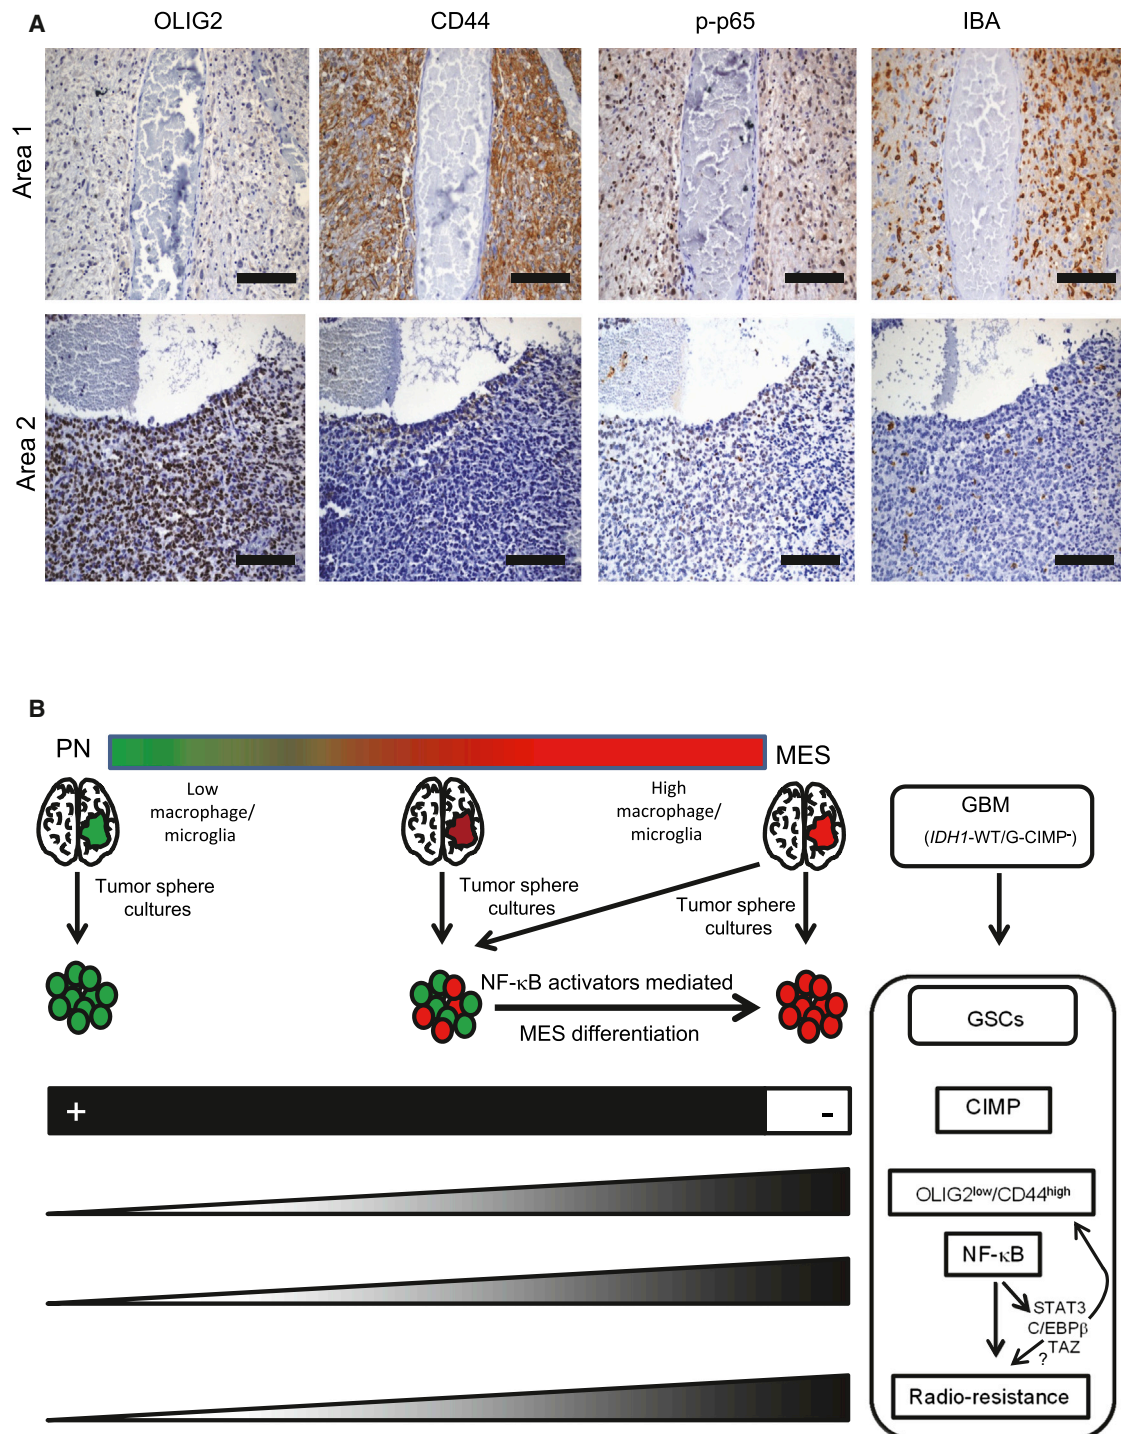 A
OLIG2
CD44
p-p65
IBA
Area 1
Area 2
B
PN
MES
Low
macrophage/
microglia
High
macrophage/
microglia
GBM
(IDH1-WT/G-CIMP-)
Tumor sphere
cultures
Tumor sphere
cultures
Tumor sphere
cultures
NF-κB activators mediated
MES differentiation
GSCs
+
-
CIMP
OLIG2low/CD44high
NF-κB
STAT3
C/EBPβ
TAZ
?
Radio-resistance